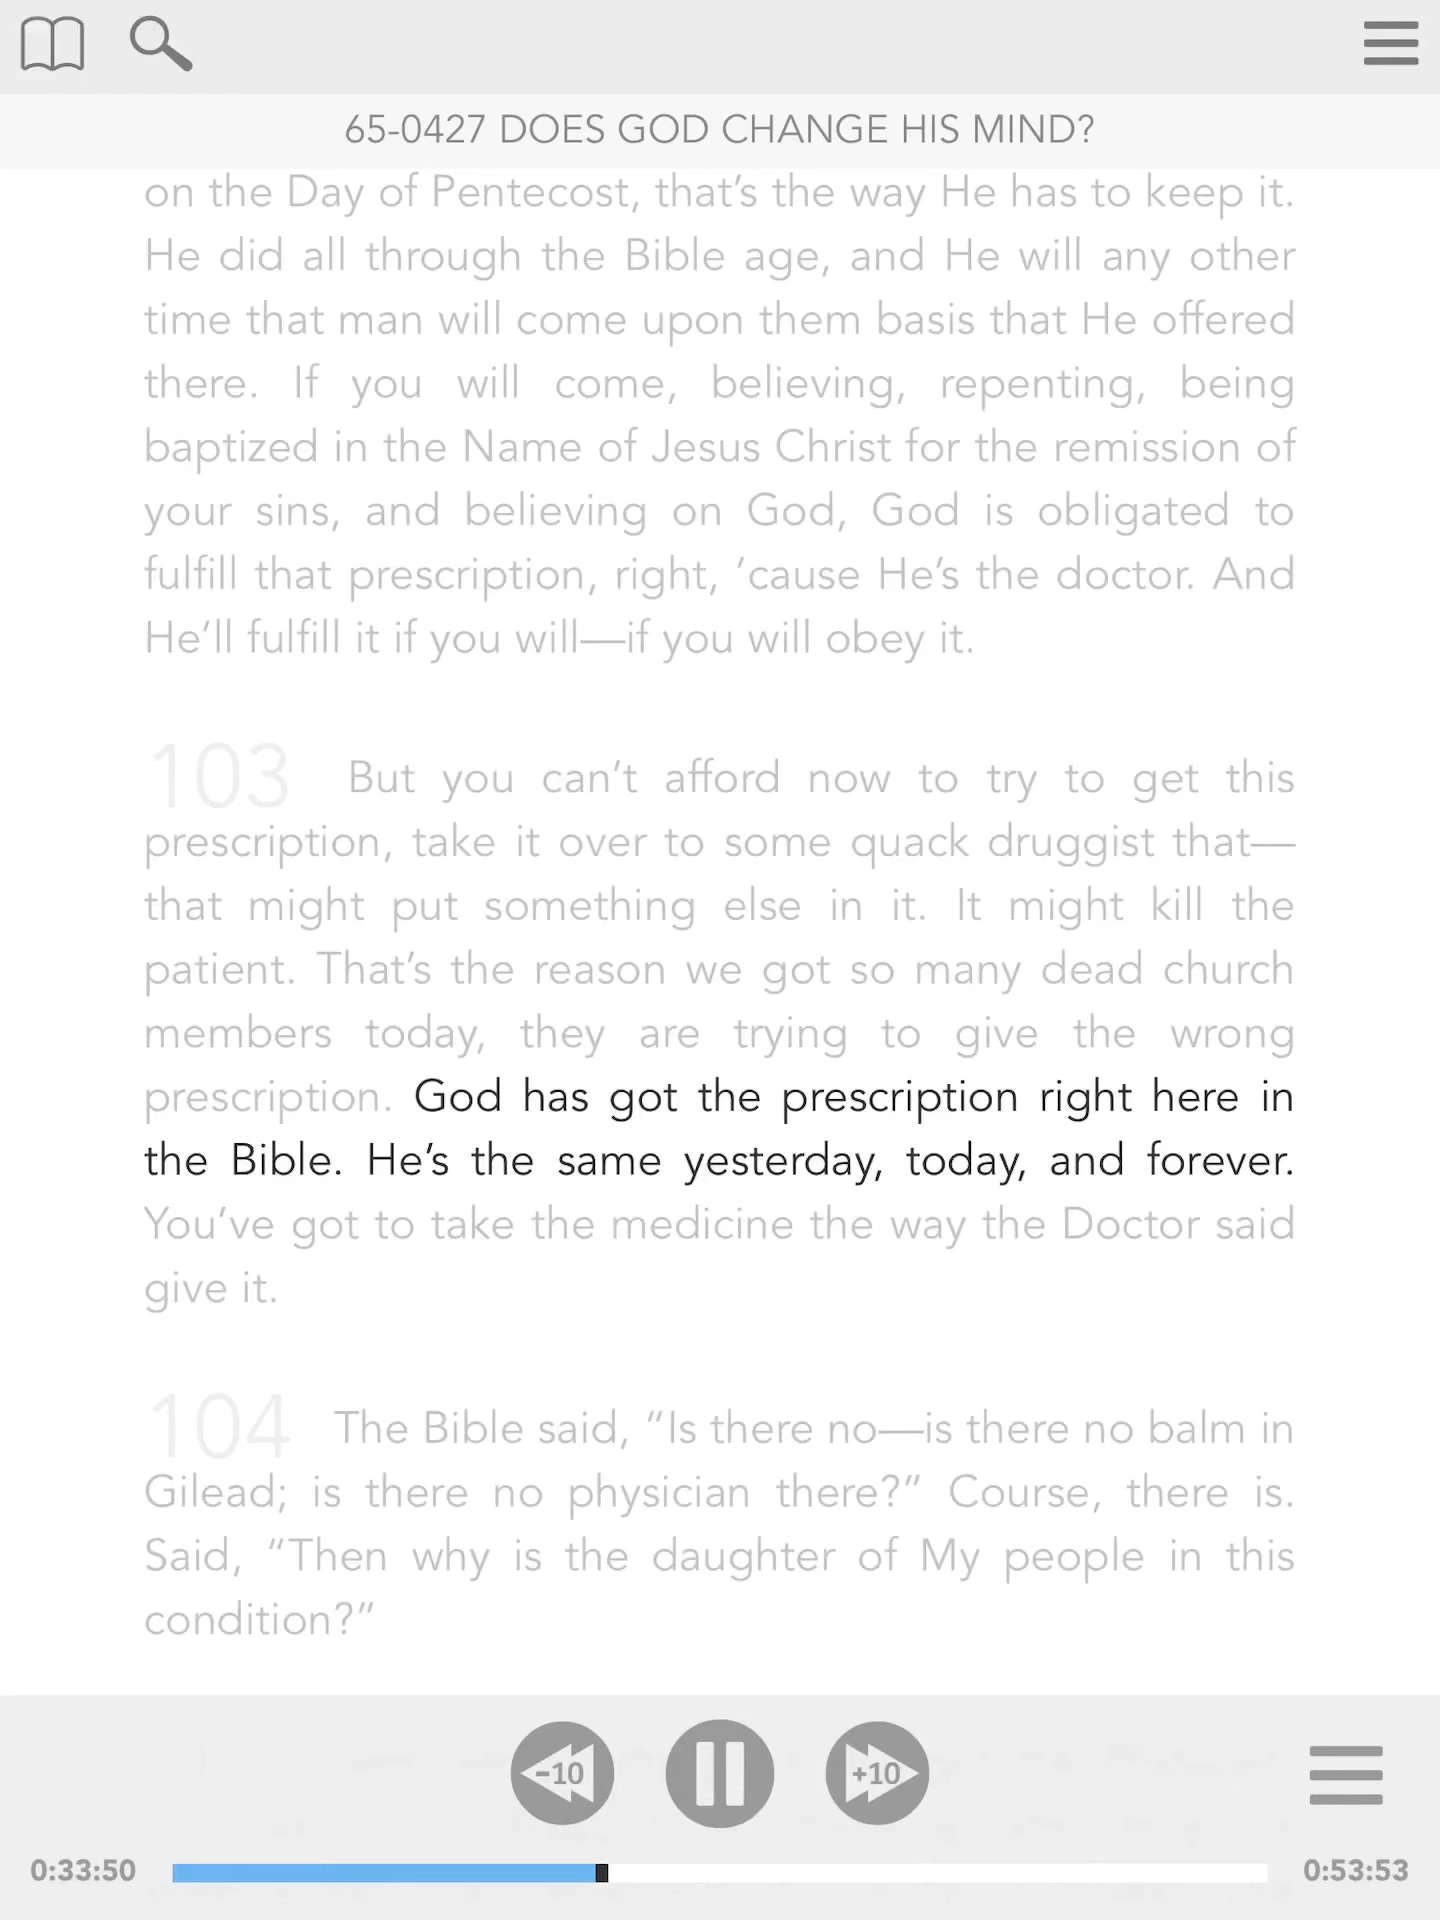 65-0427 DOES GOD CHANGE HIS MIND?
on the Day of Pentecost, that’s the way He has to keep it.
He did all through the Bible age, and He will any other
time that man will come upon them basis that He offered
there. If you will come, believing, repenting, being
baptized in the Name of Jesus Christ for the remission of
your sins, and believing on God, God is obligated to
fulfill that prescription, right, ’cause He’s the doctor. And
He’ll fulfill it if you will—if you will obey it.
103 But you can’t afford now to try to get this
prescription, take it over to some quack druggist that—
that might put something else in it. It might kill the
patient. That’s the reason we got so many dead church
members today, they are trying to give the wrong
prescription. God has got the prescription right here in
the Bible. He’s the same yesterday, today, and forever.
You’ve got to take the medicine the way the Doctor said
give it.
104 The Bible said, “Is there no—is there no balm in
Gilead; is there no physician there?” Course, there is.
Said, “Then why is the daughter of My people in this
condition?”
-10 +10
0:33:50 0:53:53